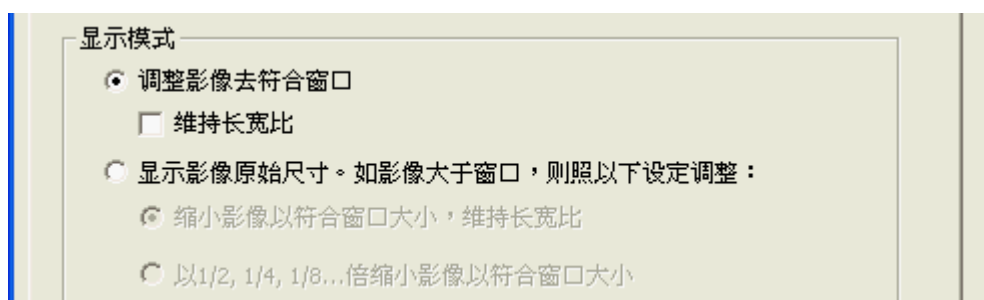 显示模式
调整影像去符合窗口
维持长宽比
显示影像原始尺寸。如影像大于窗口，则照以下设定调整：
缩小影像以符合窗口大小，维持长宽比
以1/2, 1/4, 1/8...倍缩小影像以符合窗口大小